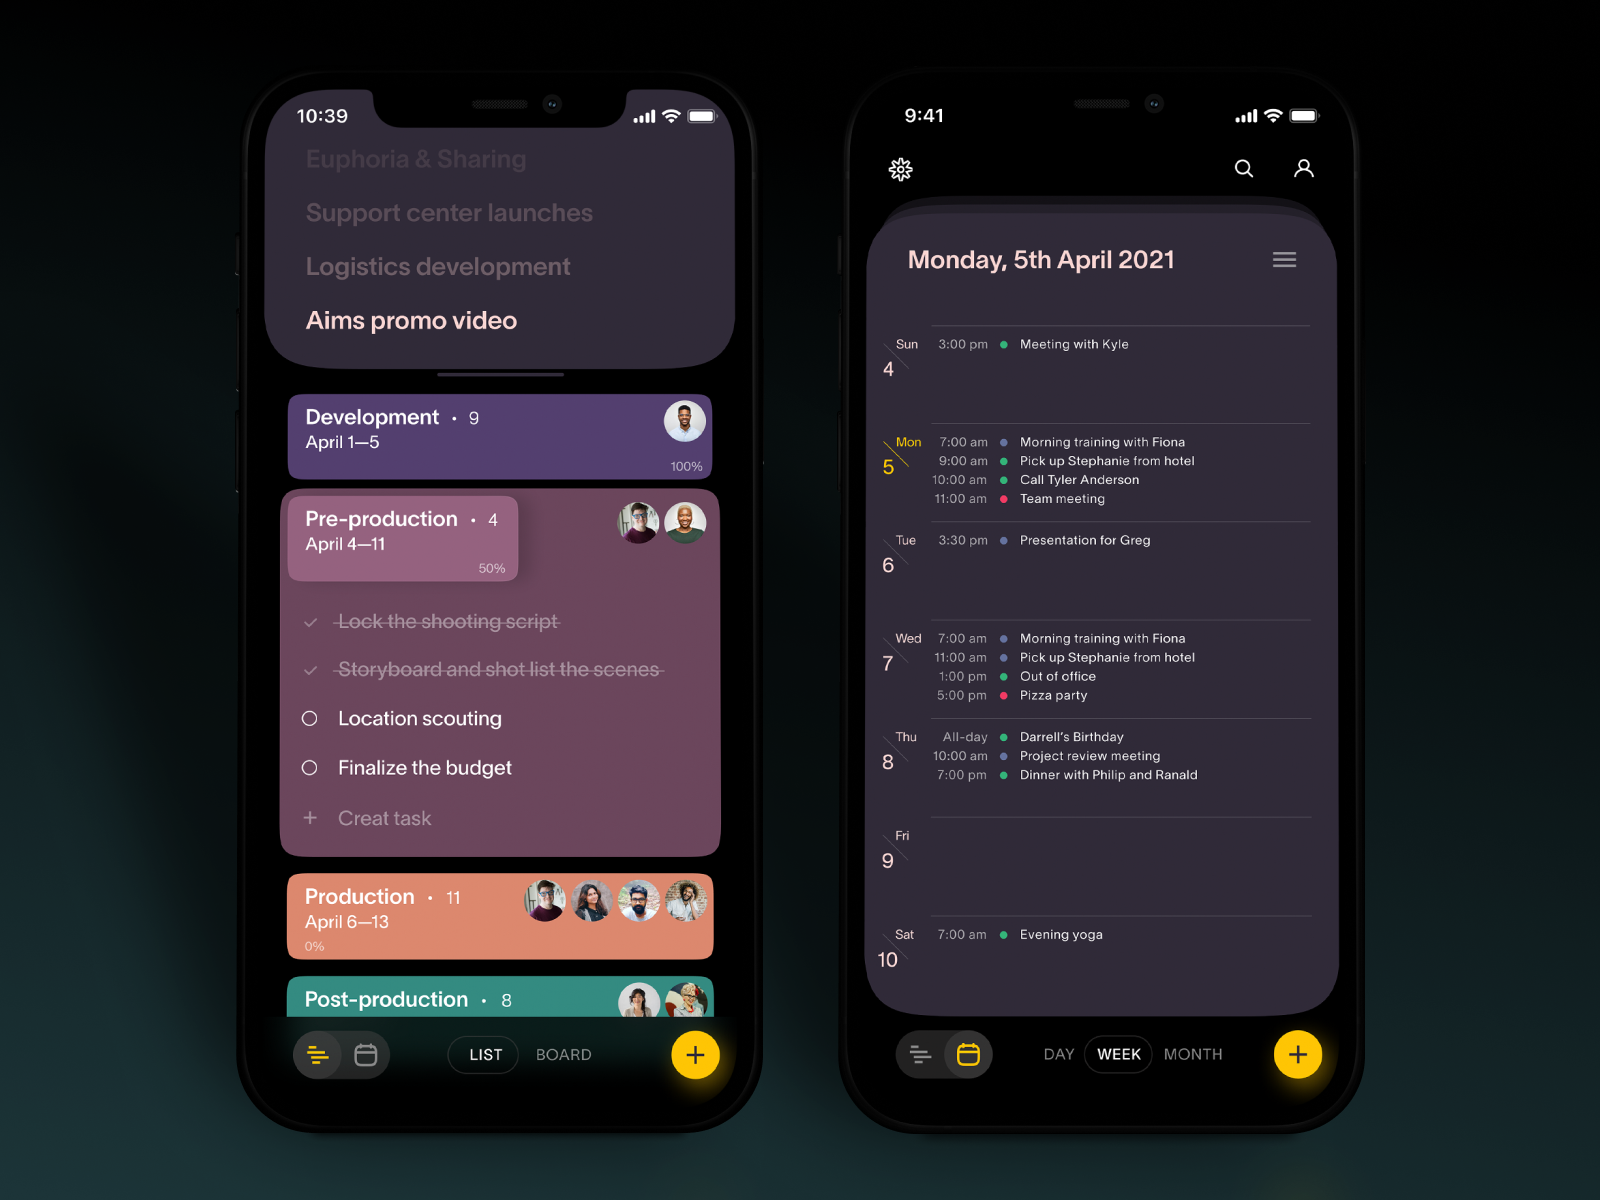 10:39
Euphoria & Sharing
Support center launches
Logistics development
Aims promo video
Development • 9
April 1—5
100%
Pre-production • 4
April 4—11
50%
Lock the shooting script
Storyboard and shot list the scenes
Location scouting
Finalize the budget
+ Creat task
Production • 11
April 6—13
0%
Post-production • 8
LIST BOARD
9:41
Monday, 5th April 2021
Sun 4
3:00 pm Meeting with Kyle
Mon 5
7:00 am Morning training with Fiona
9:00 am Pick up Stephanie from hotel
10:00 am Call Tyler Anderson
11:00 am Team meeting
Tue 6
3:30 pm Presentation for Greg
Wed 7
7:00 am Morning training with Fiona
11:00 am Pick up Stephanie from hotel
1:00 pm Out of office
5:00 pm Pizza party
Thu 8
All-day Darrell's Birthday
10:00 am Project review meeting
7:00 pm Dinner with Philip and Ranald
Fri 9
Sat 10
7:00 am Evening yoga
DAY WEEK MONTH